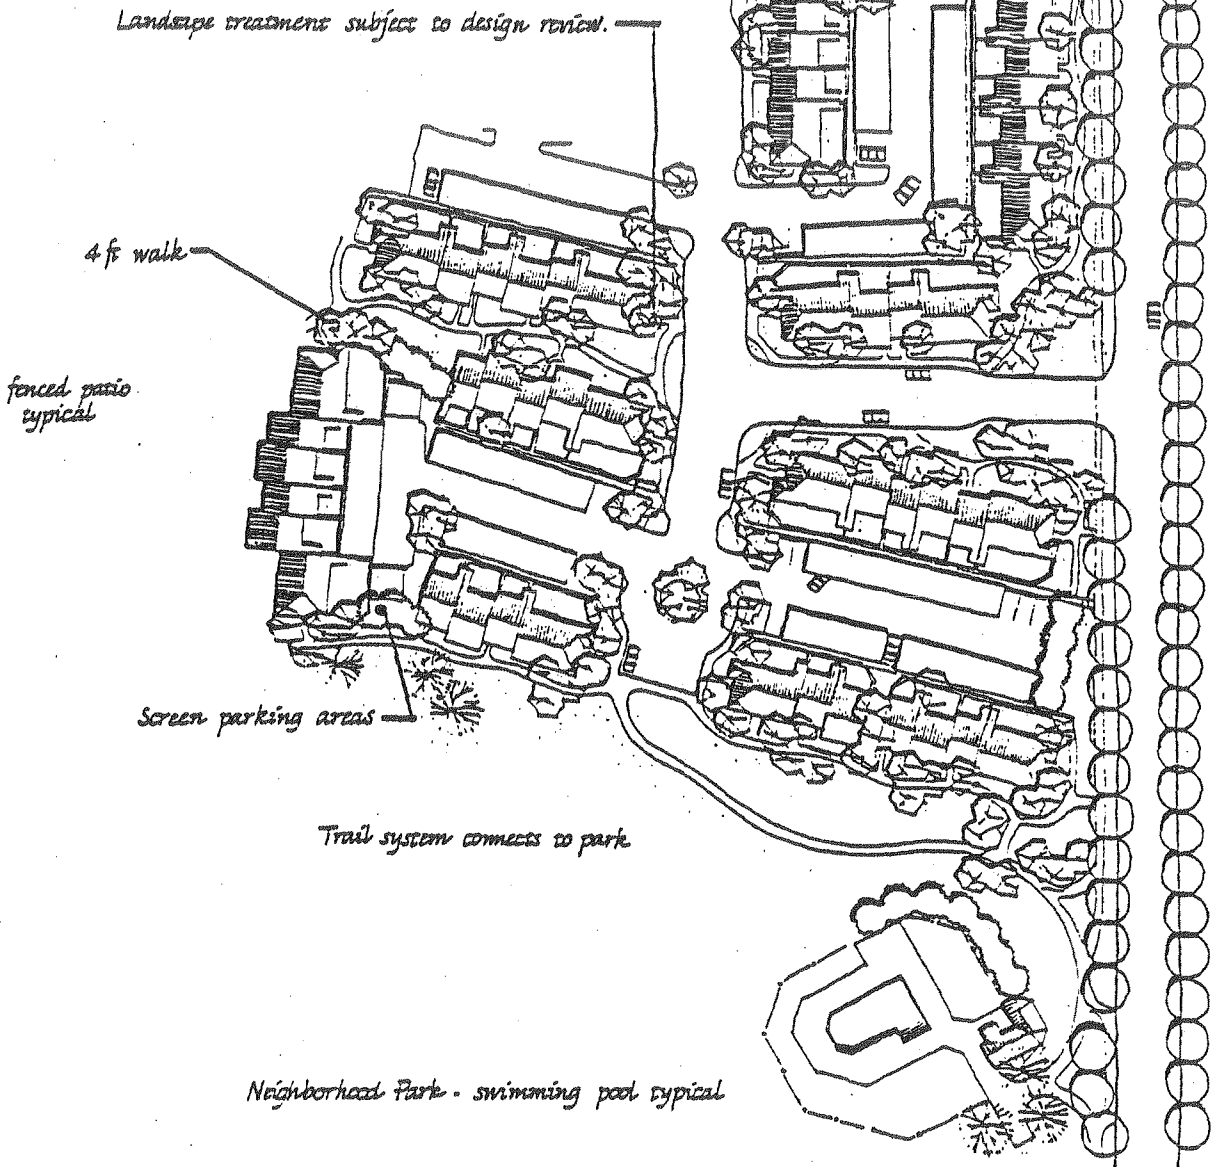 Landscape treatment subject to design review.
4 ft walk
fenced patio
typical
Screen parking areas
Trail system connects to park
Neighborhood Park - swimming pool typical